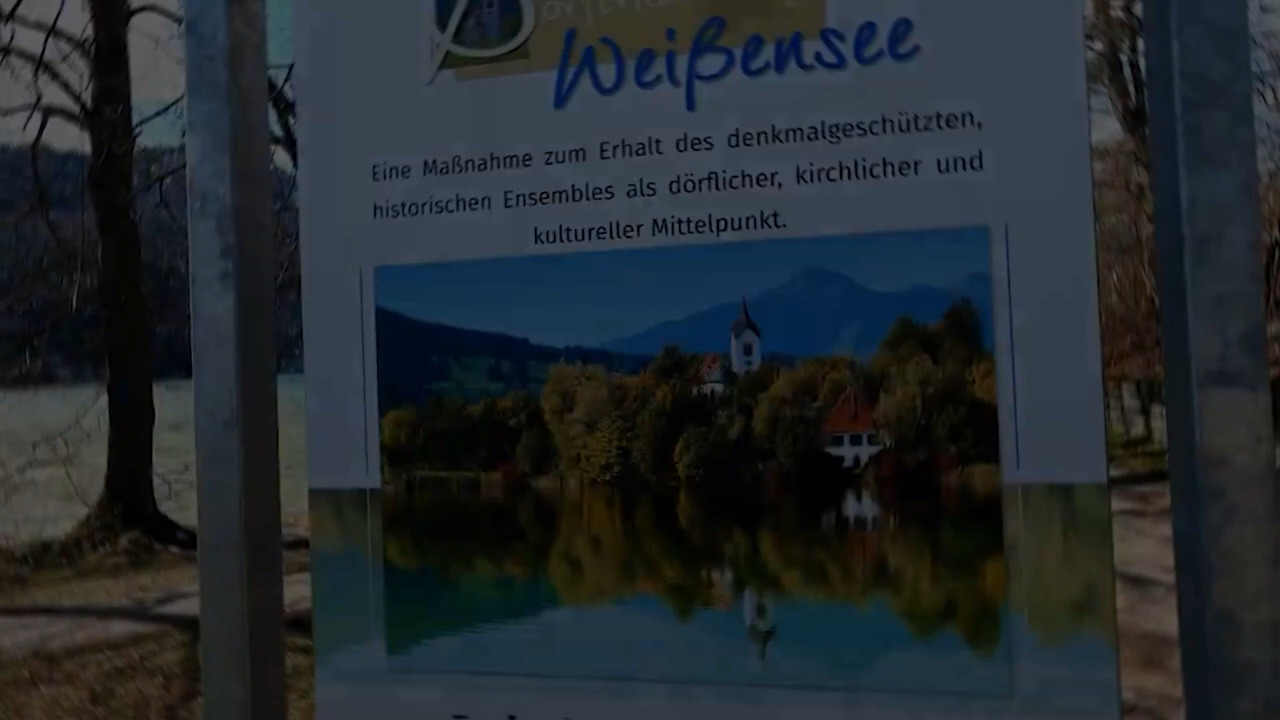 Weißensee
Eine Maßnahme zum Erhalt des denkmalgeschützten,
historischen Ensembles als dörflicher, kirchlicher und
kultureller Mittelpunkt.